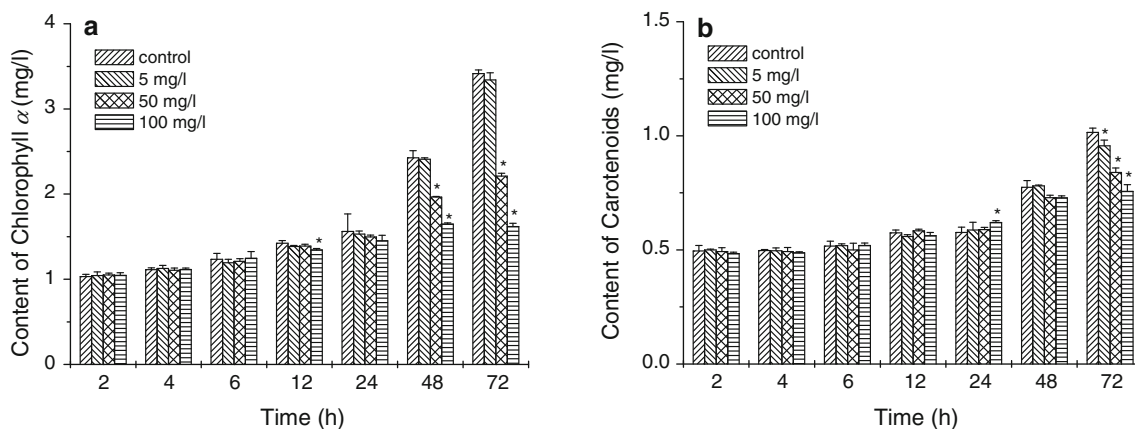 a
control
5 mg/l
50 mg/l
100 mg/l
4
3
2
1
0
Content of Chlorophyll α (mg/l)
* * * * *
2 4 6 12 24 48 72
Time (h)
b
control
5 mg/l
50 mg/l
100 mg/l
1.5
1.0
0.5
0.0
Content of Carotenoids (mg/l)
* * * *
2 4 6 12 24 48 72
Time (h)